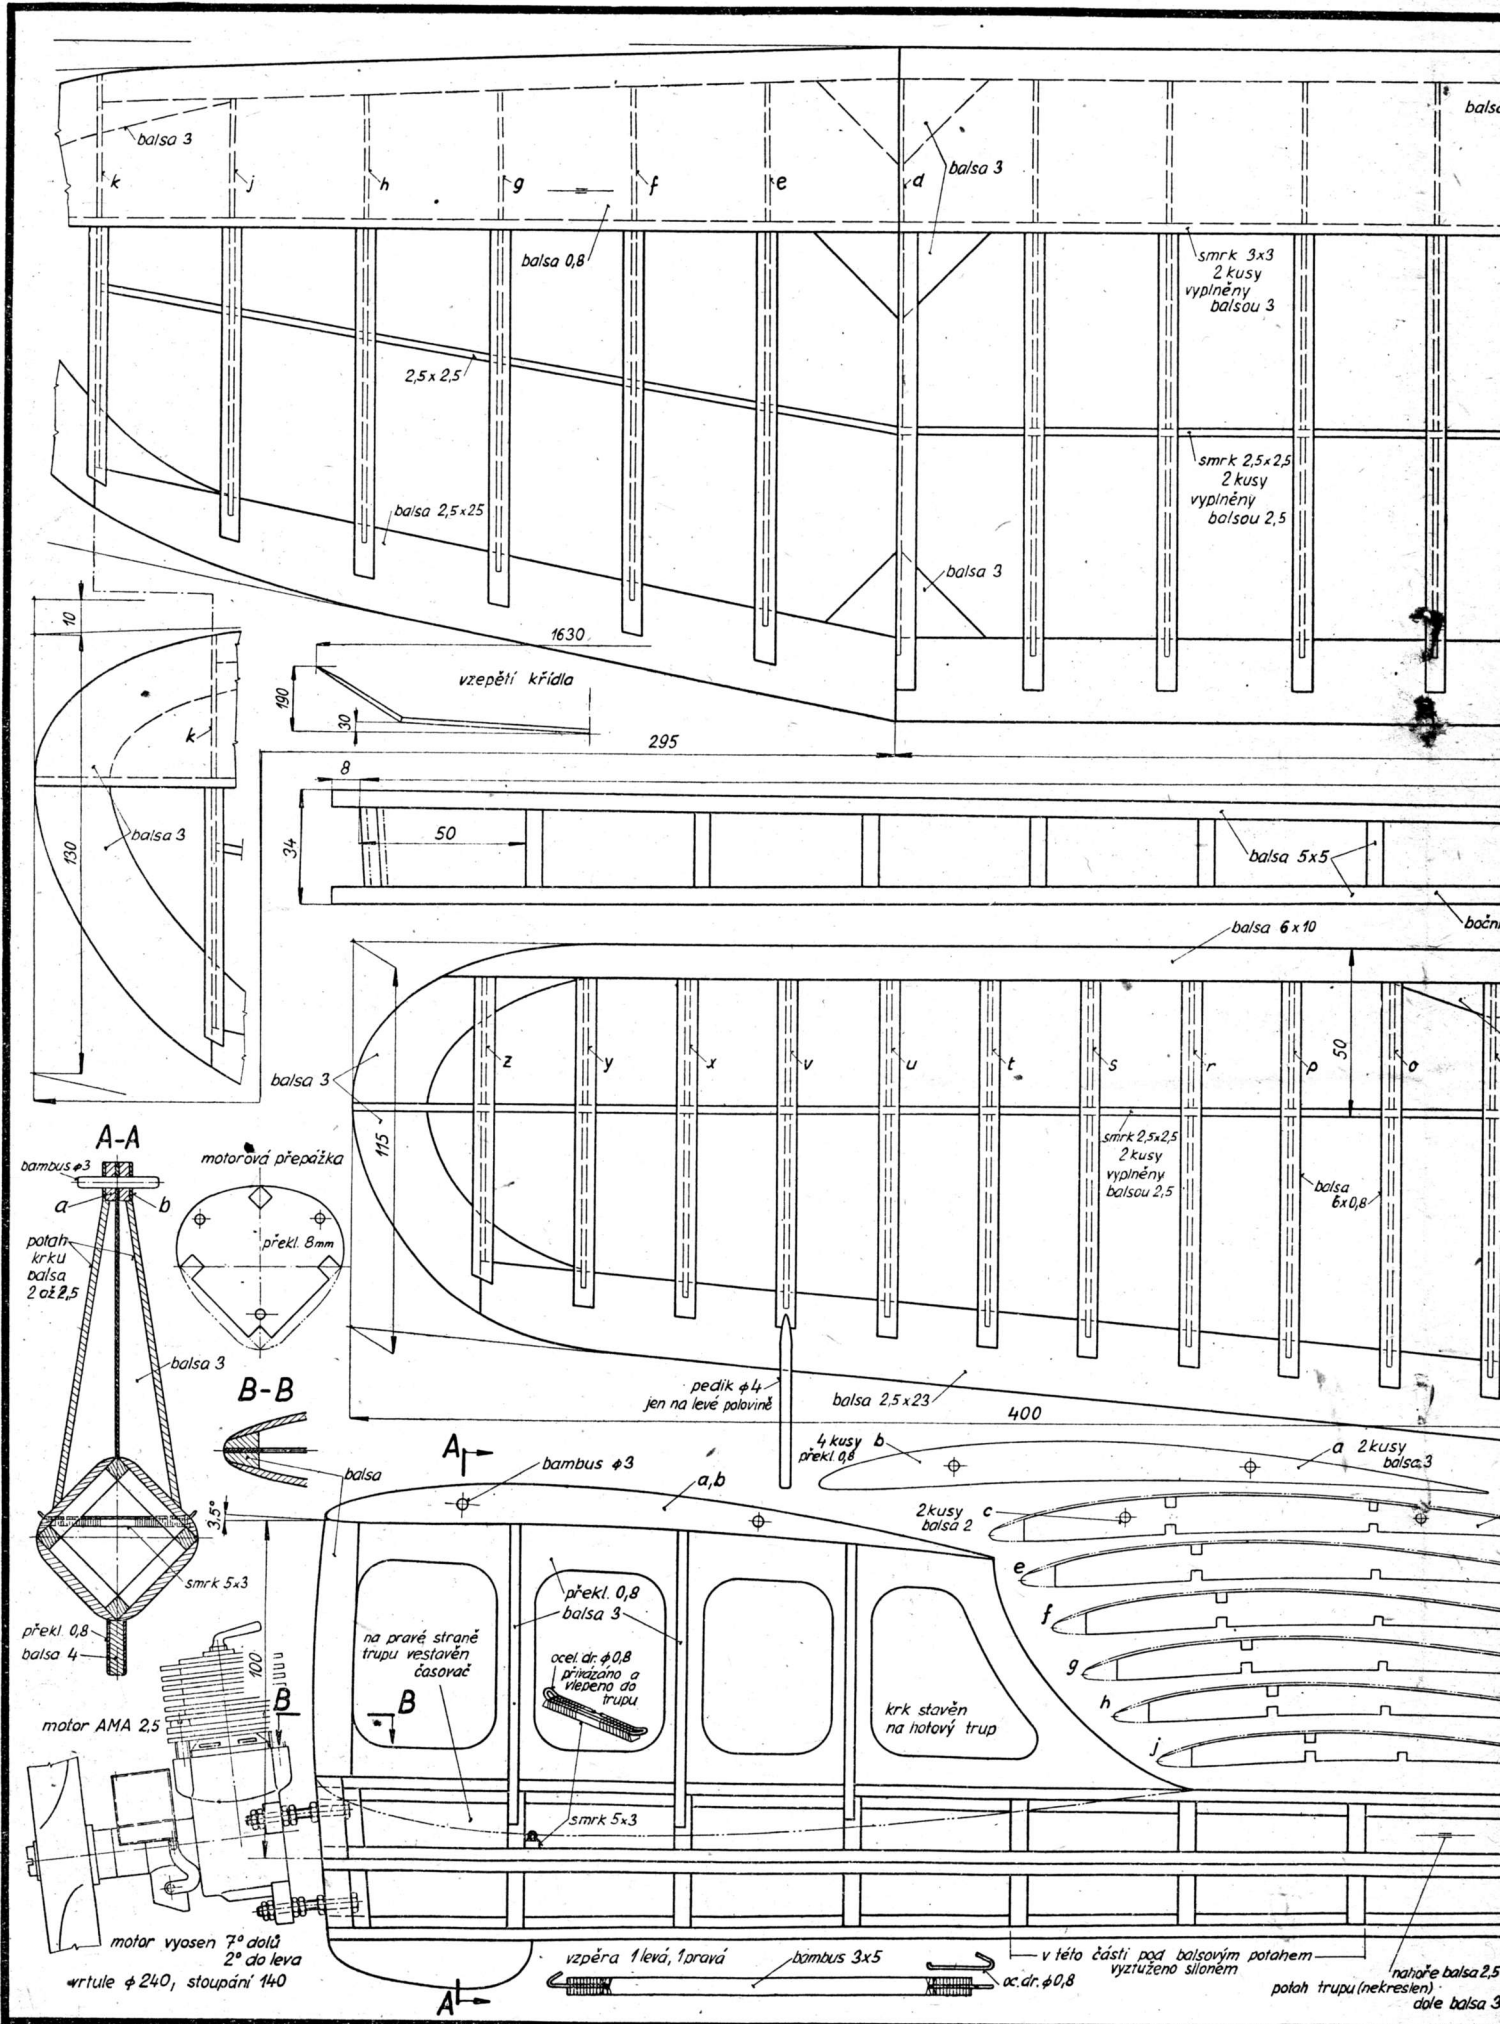 balsa 3
k
j
h
g
f
e
d
balsa 3
balsa 0,8
smrk 3x3
2 kusy
vyplněny
balsou 3
2,5 x 2,5
smrk 2,5x2,5
2 kusy
vyplněny
balsou 2,5
balsa 2,5x25
balsa 3
10
1630
190
30
vzepětí křídla
k
295
8
130
balsa 3
34
50
balsa 5x5
balsa 6x10
50
z
y
x
v
u
t
s
r
p
o
balsa 3
115
smrk 2,5x2,5
2 kusy
vyplněny
balsou 2,5
balsa
6x0,8
A-A
bambus ϕ3
a
b
motorová přepážka
překl. 8mm
potah
krku
balsa
2 až 2,5
balsa 3
B-B
balsa
pedik ϕ4
jen na levé polovině
balsa 2,5x23
400
4 kusy b
překl. 0,8
a 2 kusy
balsa 3
A
bambus ϕ3
a,b
2 kusy c
balsa 2
e
f
g
h
j
3,5°
smrk 5x3
překl. 0,8
balsa 4
100
překl. 0,8
balsa 3
na pravé straně
trupu vestavěn
časovač
ocel. dr. ϕ0,8
přivázáno a
vlepeno do
trupu
B
B
krk stavěn
na hotový trup
motor AMA 2,5
smrk 5x3
motor vyosen 7° dolů
2° do leva
vrtule ϕ 240, stoupání 140
A
vzpěra 1 levá, 1 pravá
bambus 3x5
oc. dr. ϕ0,8
v této části pod balsovým potahem
vyztuženo silonem
nahoře balsa 2,5
potah trupu (nekreslen)
dole balsa 3